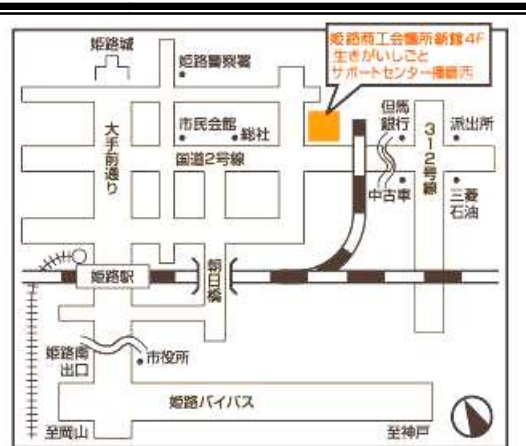 姫路商工会議所新館4F
生きがいしごと
サポートセンター播磨西
姫路城
姫路警察署
市民会館
総社
国道2号線
大手前通り
但馬
銀行
312号線
派出所
中古車
三菱
石油
姫路駅
朝日橋
姫路南
出口
市役所
姫路バイパス
至岡山
至神戸